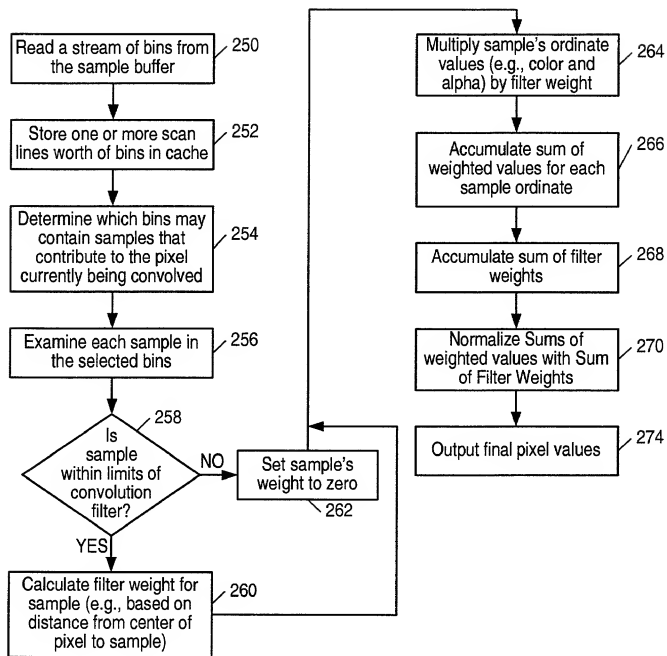 Read a stream of bins from
the sample buffer
250
Store one or more scan
lines worth of bins in cache
252
Determine which bins may
contain samples that
contribute to the pixel
currently being convolved
254
Examine each sample in
the selected bins
256
258
Is
sample
within limits of
convolution
filter?
NO
YES
Set sample's
weight to zero
262
Calculate filter weight for
sample (e.g., based on
distance from center of
pixel to sample)
260
Multiply sample's ordinate
values (e.g., color and
alpha) by filter weight
264
Accumulate sum of
weighted values for each
sample ordinate
266
Accumulate sum of filter
weights
268
Normalize Sums of
weighted values with Sum
of Filter Weights
270
Output final pixel values
274